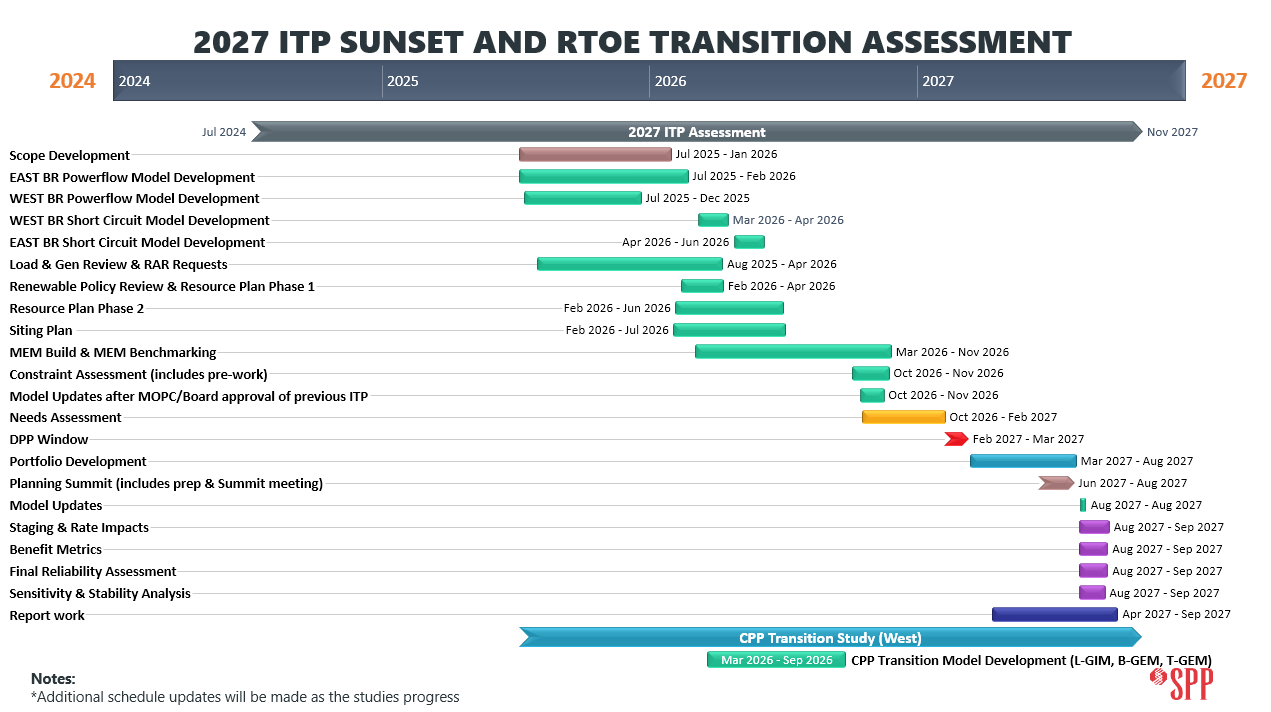 2027 ITP SUNSET AND RTOE TRANSITION ASSESSMENT
2024 2024 2025 2026 2027 2027
Jul 2024 2027 ITP Assessment Nov 2027
Scope Development Jul 2025 - Jan 2026
EAST BR Powerflow Model Development Jul 2025 - Feb 2026
WEST BR Powerflow Model Development Jul 2025 - Dec 2025
WEST BR Short Circuit Model Development Mar 2026 - Apr 2026
EAST BR Short Circuit Model Development Apr 2026 - Jun 2026
Load & Gen Review & RAR Requests Aug 2025 - Apr 2026
Renewable Policy Review & Resource Plan Phase 1 Feb 2026 - Apr 2026
Resource Plan Phase 2 Feb 2026 - Jun 2026
Siting Plan Feb 2026 - Jul 2026
MEM Build & MEM Benchmarking Mar 2026 - Nov 2026
Constraint Assessment (includes pre-work) Oct 2026 - Nov 2026
Model Updates after MOPC/Board approval of previous ITP Oct 2026 - Nov 2026
Needs Assessment Oct 2026 - Feb 2027
DPP Window Feb 2027 - Mar 2027
Portfolio Development Mar 2027 - Aug 2027
Planning Summit (includes prep & Summit meeting) Jun 2027 - Aug 2027
Model Updates Aug 2027 - Aug 2027
Staging & Rate Impacts Aug 2027 - Sep 2027
Benefit Metrics Aug 2027 - Sep 2027
Final Reliability Assessment Aug 2027 - Sep 2027
Sensitivity & Stability Analysis Aug 2027 - Sep 2027
Report work Apr 2027 - Sep 2027
CPP Transition Study (West)
Mar 2026 - Sep 2026 CPP Transition Model Development (L-GIM, B-GEM, T-GEM)
Notes:
*Additional schedule updates will be made as the studies progress
SPP